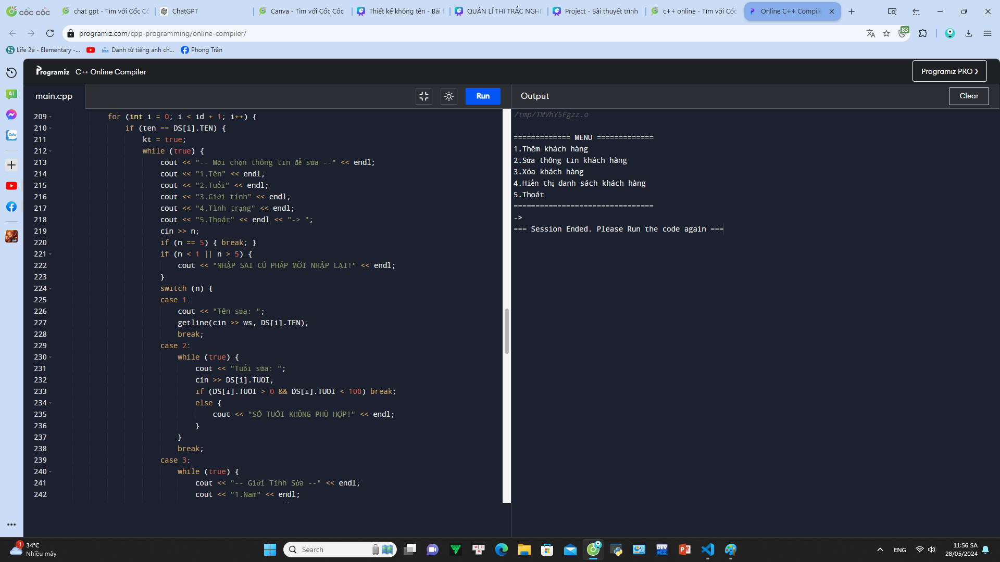 cốc cốc
chat gpt - Tìm với Cốc Cố
ChatGPT
Canva - Tìm với Cốc Cốc
Thiết kế không tên - Bài t
QUẢN LÍ THI TRẮC NGHI
Project - Bài thuyết trình
c++ online - Tìm với Cốc
Online C++ Compile
programiz.com/cpp-programming/online-compiler/
83
Life 2e - Elementary -...
Danh từ tiếng anh ch...
Phong Trần
Programiz
C++ Online Compiler
Programiz PRO ❯
AI
Zalo
main.cpp
Run
Output
Clear
209 for (int i = 0; i < id + 1; i++) {
210 if (ten == DS[i].TEN) {
211 kt = true;
212 while (true) {
213 cout << "-- Mời chọn thông tin để sửa --" << endl;
214 cout << "1.Tên" << endl;
215 cout << "2.Tuổi" << endl;
216 cout << "3.Giới tính" << endl;
217 cout << "4.Tình trạng" << endl;
218 cout << "5.Thoát" << endl << "-> ";
219 cin >> n;
220 if (n == 5) { break; }
221 if (n < 1 || n > 5) {
222 cout << "NHẬP SAI CÚ PHÁP MỜI NHẬP LẠI!" << endl;
223 }
224 switch (n) {
225 case 1:
226 cout << "Tên sửa: ";
227 getline(cin >> ws, DS[i].TEN);
228 break;
229 case 2:
230 while (true) {
231 cout << "Tuổi sửa: ";
232 cin >> DS[i].TUOI;
233 if (DS[i].TUOI > 0 && DS[i].TUOI < 100) break;
234 else {
235 cout << "SỐ TUỔI KHÔNG PHÙ HỢP!" << endl;
236 }
237 }
238 break;
239 case 3:
240 while (true) {
241 cout << "-- Giới Tính Sửa --" << endl;
242 cout << "1.Nam" << endl;
/tmp/TMVhY5Fgzz.o
============= MENU =============
1.Thêm khách hàng
2.Sửa thông tin khách hàng
3.Xóa khách hàng
4.Hiển thị danh sách khách hàng
5.Thoát
================================
->
=== Session Ended. Please Run the code again ===
1
34°C
Nhiều mây
Search
DEV
ENG
11:56 SA
28/05/2024